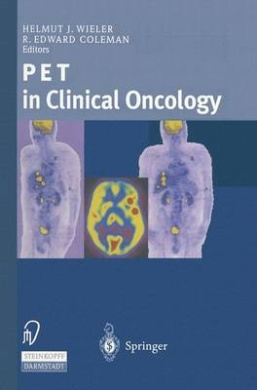 HELMUT J. WIELER
R. EDWARD COLEMAN
Editors
PET
in Clinical Oncology
STEINKOPFF
DARMSTADT
Springer